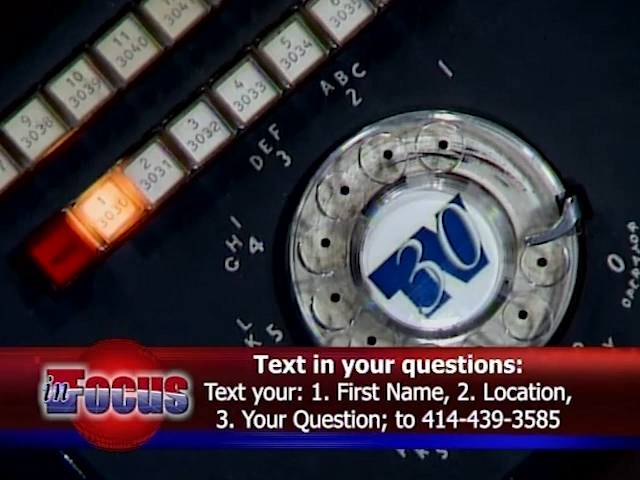 11
3040
10
3039
9
3038
6
3035
5
3034
4
3033
3
3032
2
3031
1
3030
1
ABC
2
DEF
3
GHI
4
L
K 5
0
OPERATOR
30
in Focus
Text in your questions:
Text your: 1. First Name, 2. Location,
3. Your Question; to 414-439-3585